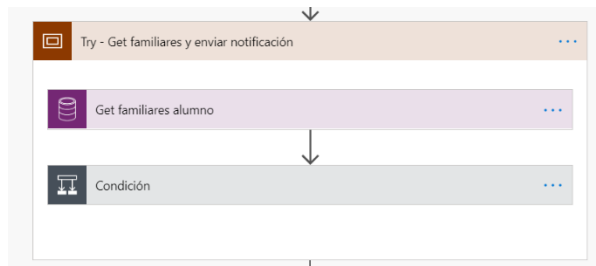 Try - Get familiares y enviar notificación
Get familiares alumno
Condición